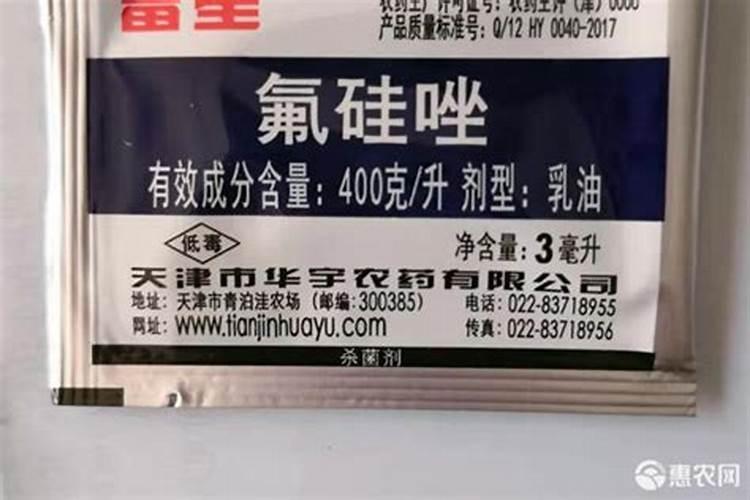 富星
产品质量标准号：Q/12 HY 0040-2017
氟硅唑
有效成分含量：400克/升 剂型：乳油
低毒
净含量：3毫升
天津市华宇农药有限公司
地址：天津市青泊洼农场（邮编：300385） 电话：022-83718955
网址：www.tianjinhuayu.com 传真：022-83718956
杀菌剂
惠农网